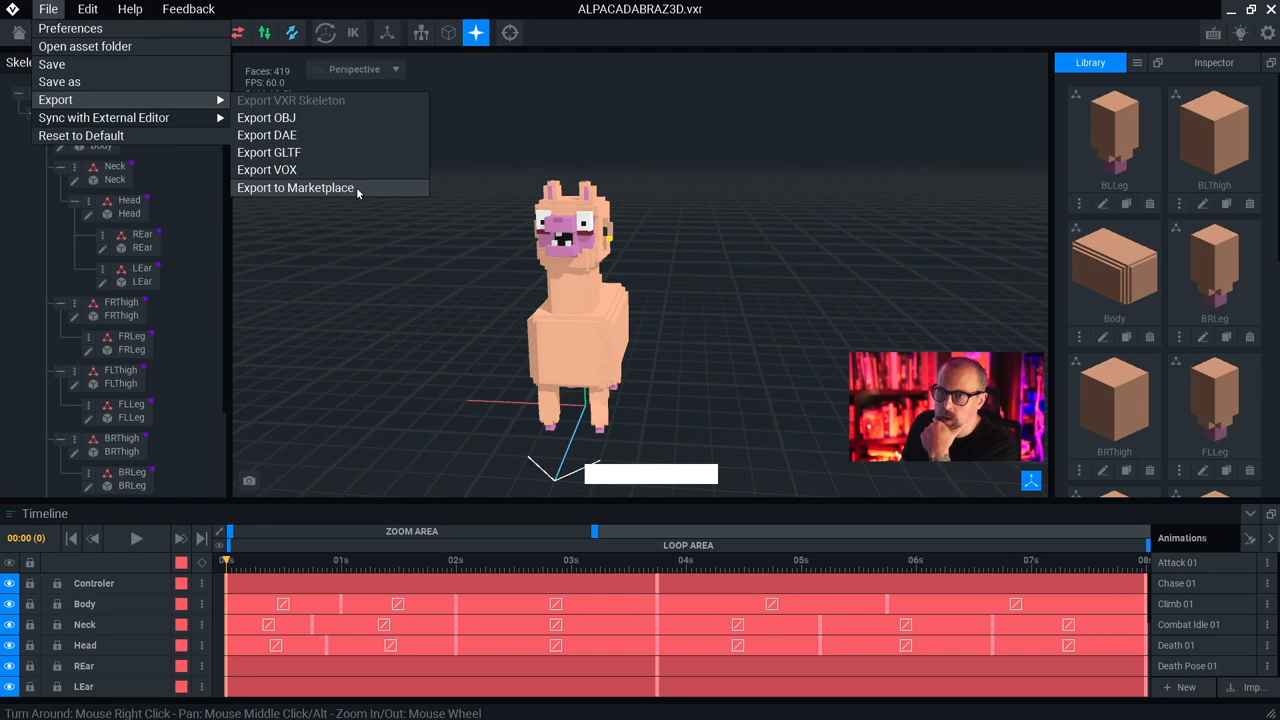 File Edit Help Feedback
ALPACADABRAZ3D.vxr
Preferences
Open asset folder
Save
Save as
Export
Sync with External Editor
Reset to Default
Export VXR Skeleton
Export OBJ
Export DAE
Export GLTF
Export VOX
Export to Marketplace
IK
Skele
Body
Neck
Neck
Head
Head
REar
REar
LEar
LEar
FRThigh
FRThigh
FRLeg
FRLeg
FLThigh
FLThigh
FLLeg
FLLeg
BRThigh
BRThigh
BRLeg
BRLeg
Faces: 419
FPS: 60.0
Perspective
Library
Inspector
BLLeg
BLThigh
Body
BRLeg
BRThigh
FLLeg
Timeline
00:00 (0)
ZOOM AREA
LOOP AREA
0s 01s 02s 03s 04s 05s 06s 07s 08s
Controler
Body
Neck
Head
REar
LEar
Animations
Attack 01
Chase 01
Climb 01
Combat Idle 01
Death 01
Death Pose 01
New
Imp...
Turn Around: Mouse Right Click - Pan: Mouse Middle Click/Alt - Zoom In/Out: Mouse Wheel